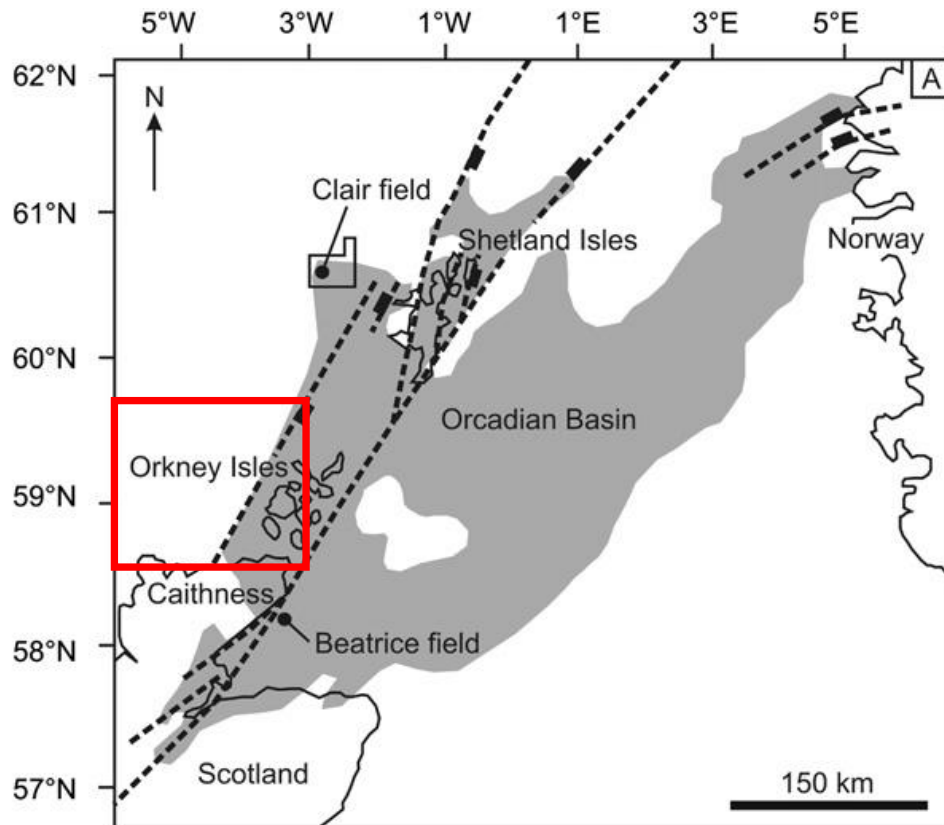 5°W 3°W 1°W 1°E 3°E 5°E
62°N
A
N
Clair field
61°N
Shetland Isles
Norway
60°N
Orcadian Basin
Orkney Isles
59°N
Caithness
58°N
Beatrice field
Scotland
150 km
57°N